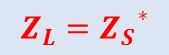 Z_L = Z_S^*